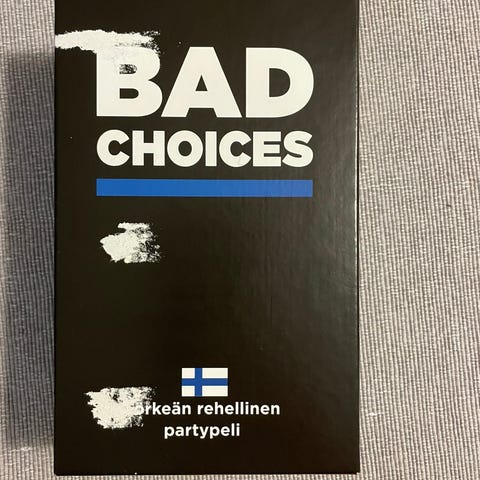 BAD
CHOICES
rehellinen
partypeli